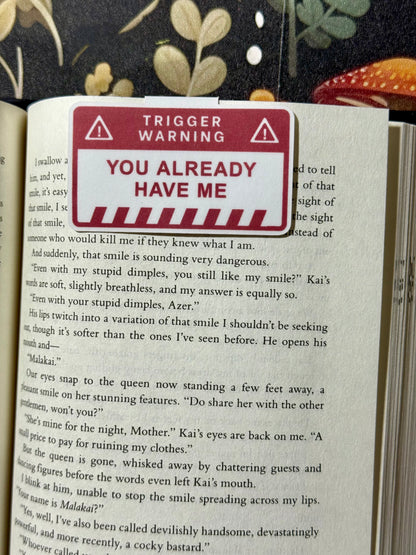 TRIGGER
WARNING
YOU ALREADY
HAVE ME
I swallow a
ed to tell
him, and yet,
t of that
smile, it's easy
sight of
that smile, I se
the sight
of that smile,
nstead of
someone who would kill me if they knew what I am.
And suddenly, that smile is sounding very dangerous.
"Even with my stupid dimples, you still like my smile?" Kai's
words are soft, slightly breathless, and my answer is equally so.
"Even with your stupid dimples, Azer."
His lips twitch into a variation of that smile I shouldn't be seeking
out, though it's softer than the ones I've seen before. He opens his
mouth and—
"Malakai."
Our eyes snap to the queen now standing a few feet away, a
pleasant smile on her stunning features. "Do share her with the other
gentlemen, won't you?"
"She's mine for the night, Mother." Kai's eyes are back on me. "A
small price to pay for ruining my clothes."
But the queen is gone, whisked away by chattering guests and
dancing figures before the words even left Kai's mouth.
I blink at him, unable to stop the smile spreading across my lips.
"Your name is Malakai?"
"Yes, well, I've also been called devilishly handsome, devastatingly
powerful, and more recently, a cocky bastard."
"Whoever called